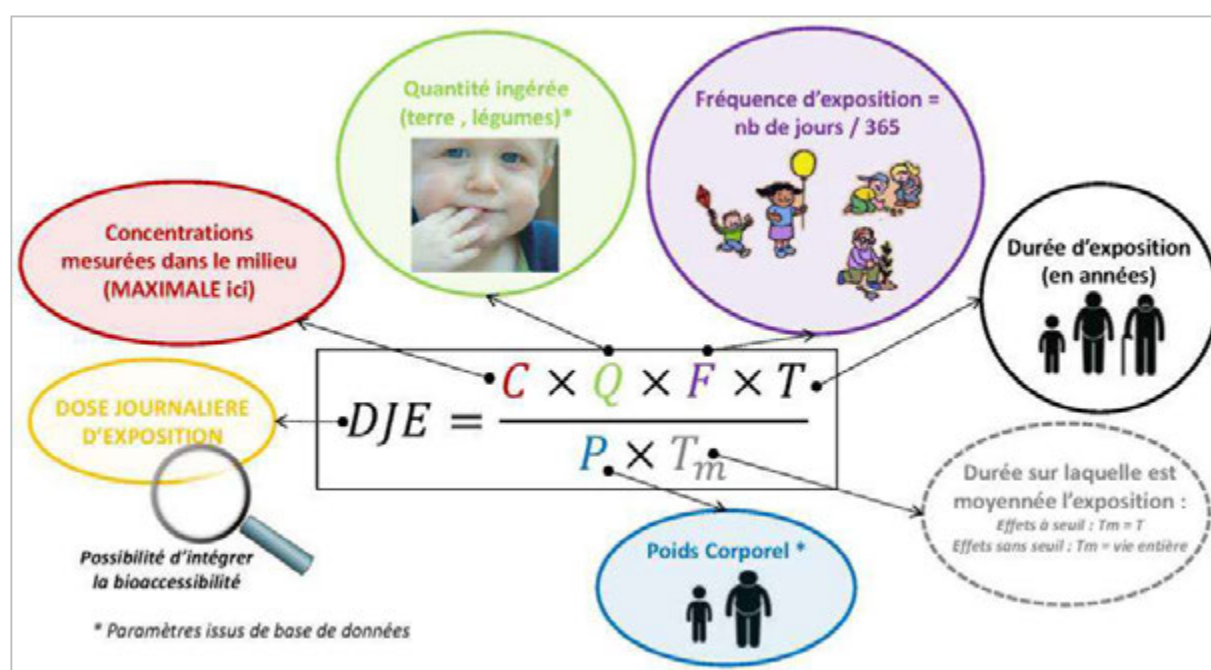 Quantité ingérée
(terre , légumes)*
Fréquence d'exposition =
nb de jours / 365
Concentrations
mesurées dans le milieu
(MAXIMALE ici)
Durée d'exposition
(en années)
DOSE JOURNALIERE
D'EXPOSITION
DJE = C × Q × F × T
P × Tm
Durée sur laquelle est
moyennée l'exposition :
Effets à seuil : Tm = T
Effets sans seuil : Tm = vie entière
Poids Corporel *
Possibilité d'intégrer
la bioaccessibilité
* Paramètres issus de base de données